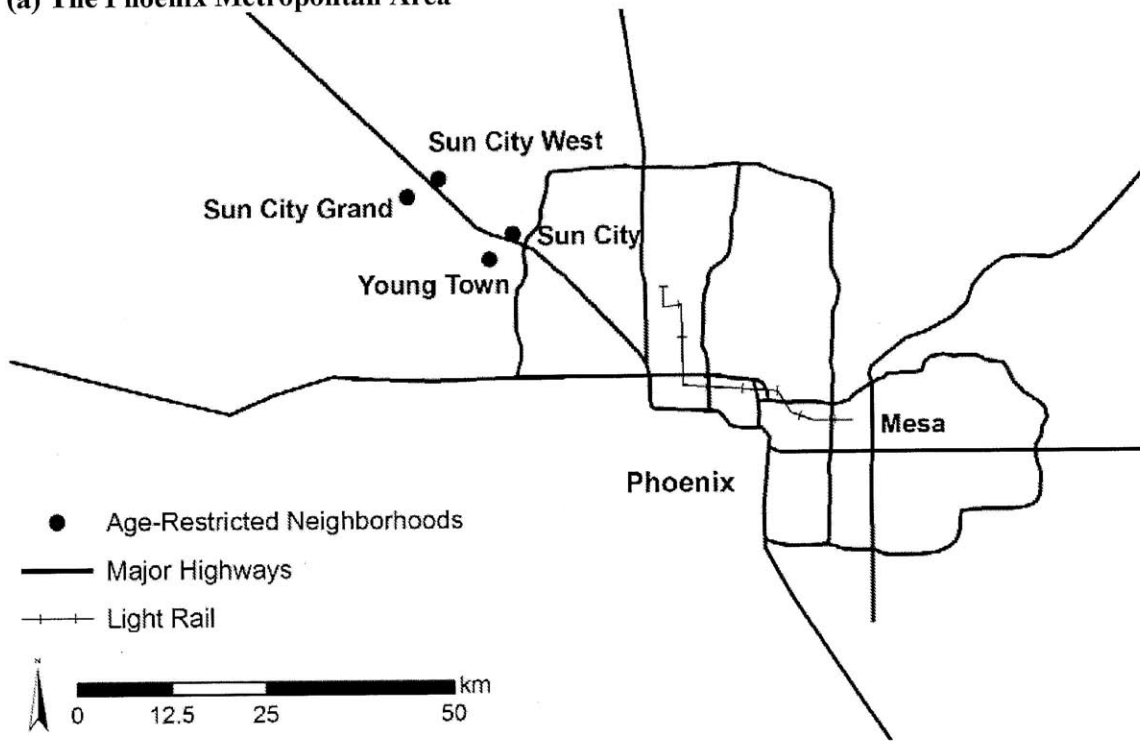 (a) The Phoenix Metropolitan Area
Sun City West
Sun City Grand
Sun City
Young Town
Mesa
Phoenix
Age-Restricted Neighborhoods
Major Highways
Light Rail
N
km
0 12.5 25 50